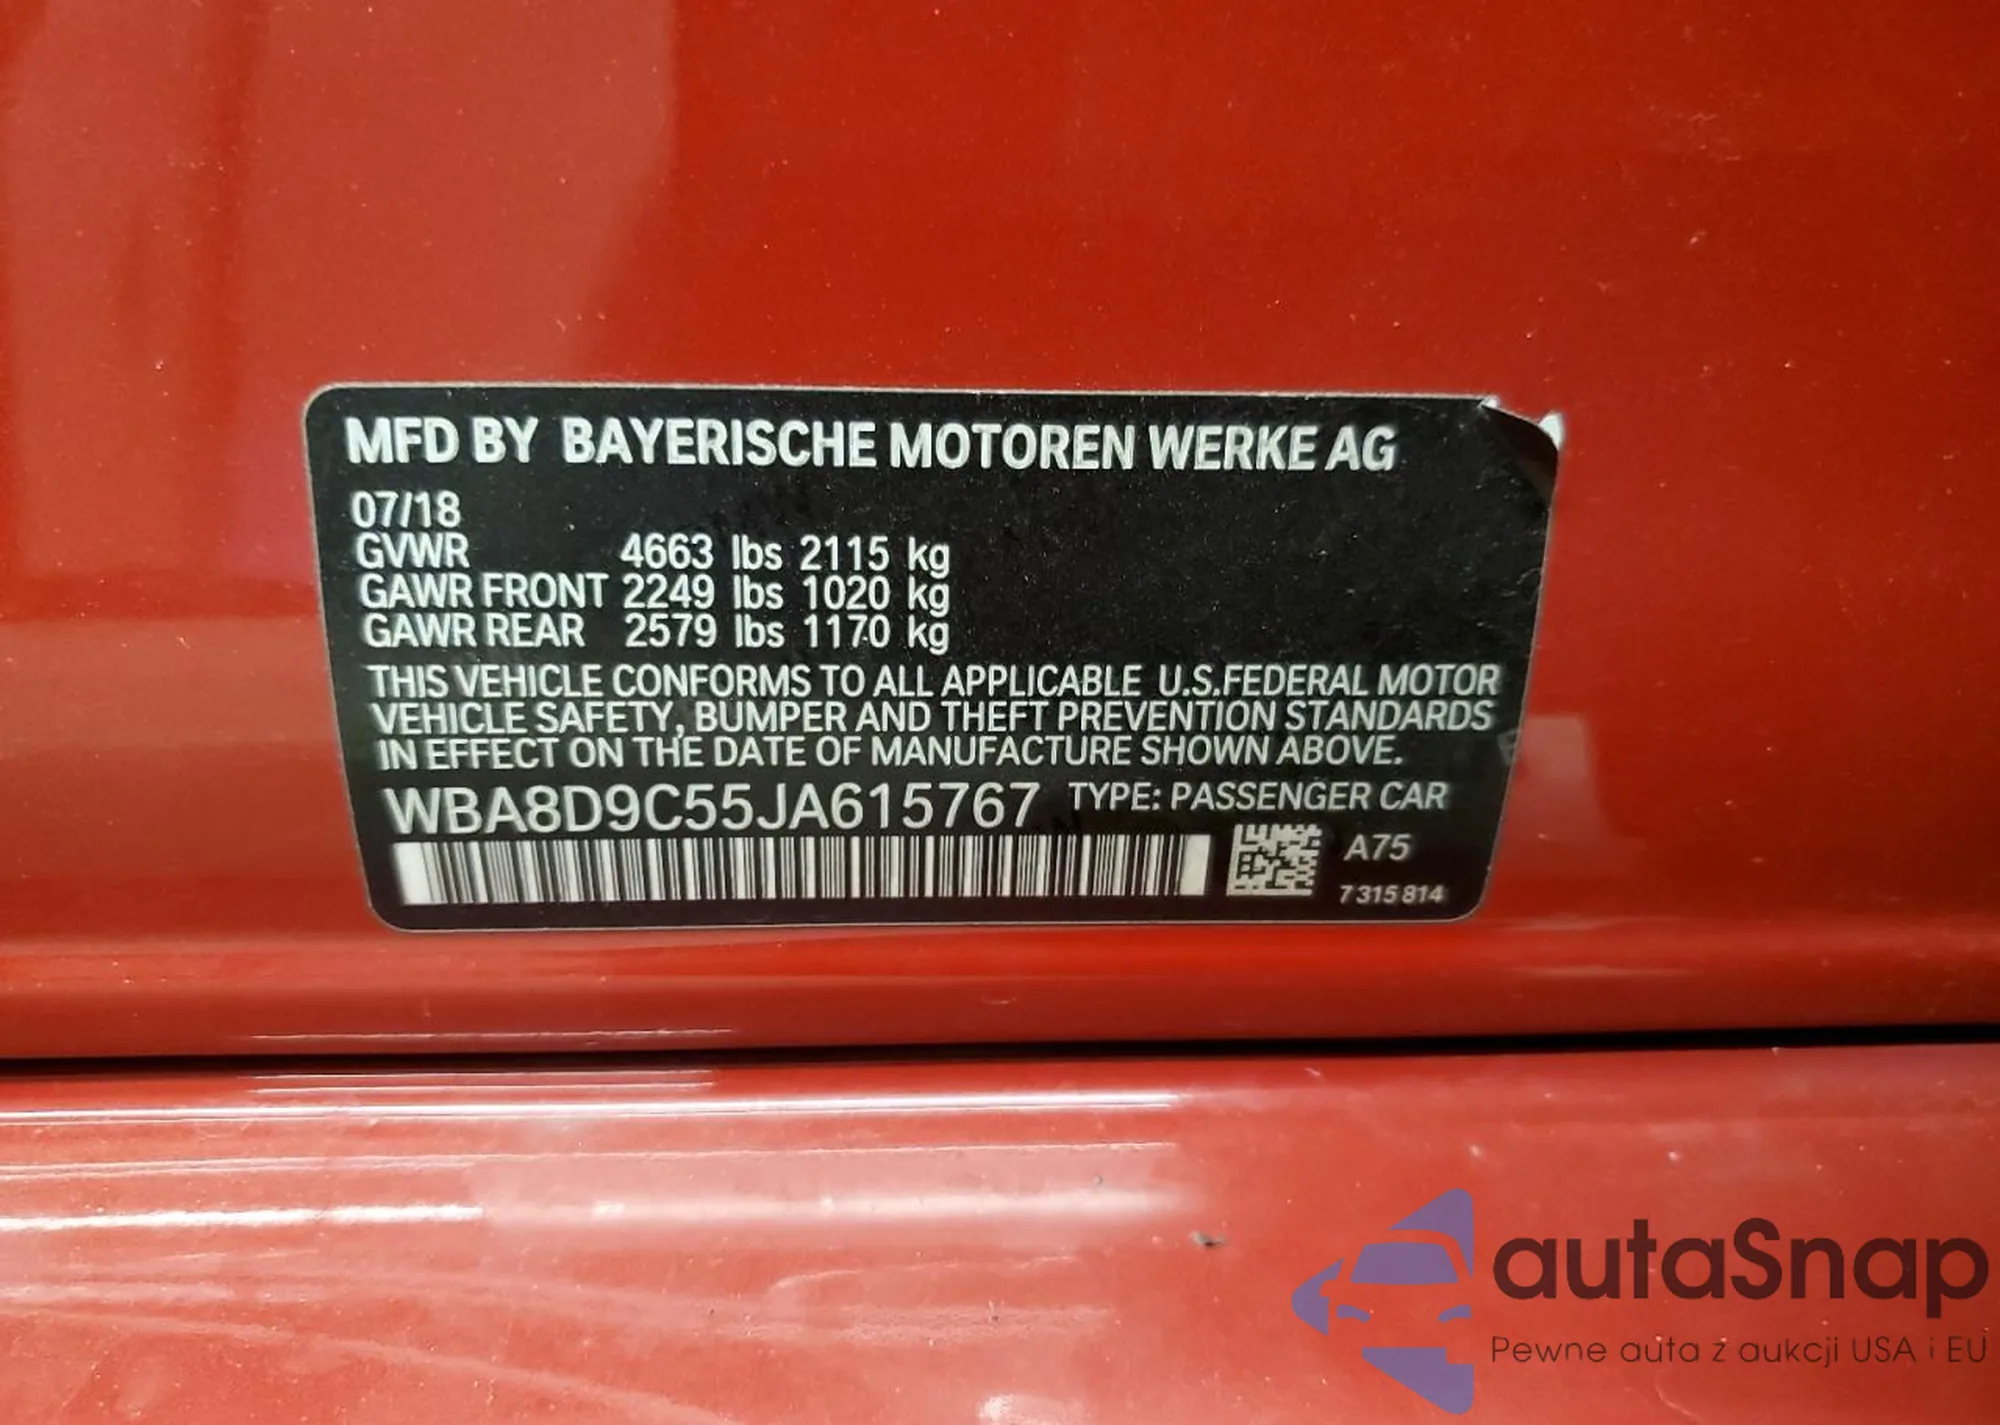 MFD BY BAYERISCHE MOTOREN WERKE AG
07/18
GVWR 4663 lbs 2115 kg
GAWR FRONT 2249 lbs 1020 kg
GAWR REAR 2579 lbs 1170 kg
THIS VEHICLE CONFORMS TO ALL APPLICABLE U.S.FEDERAL MOTOR
VEHICLE SAFETY, BUMPER AND THEFT PREVENTION STANDARDS
IN EFFECT ON THE DATE OF MANUFACTURE SHOWN ABOVE.
WBA8D9C55JA615767 TYPE: PASSENGER CAR
A75
7 315 814
autaSnap
Pewne auta z aukcji USA i EU